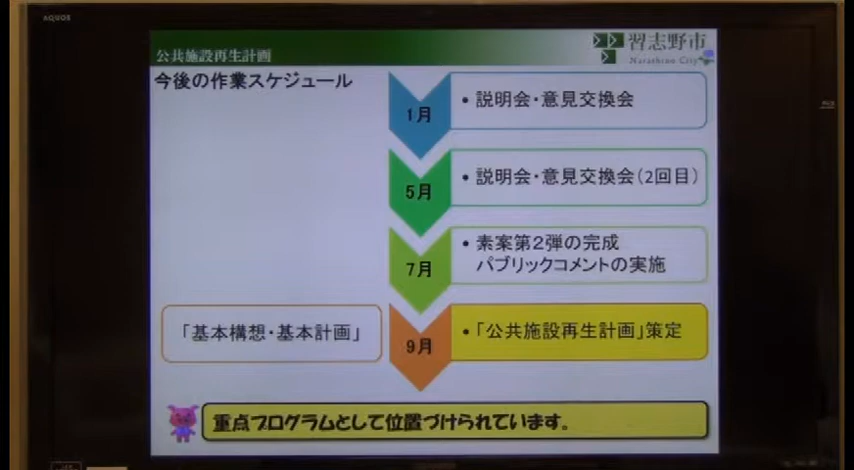 AQUOS
公共施設再生計画
習志野市
Narashino City
今後の作業スケジュール
1月
・説明会・意見交換会
5月
・説明会・意見交換会(2回目)
7月
・素案第2弾の完成
パブリックコメントの実施
「基本構想・基本計画」
9月
・「公共施設再生計画」策定
重点プログラムとして位置づけられています。